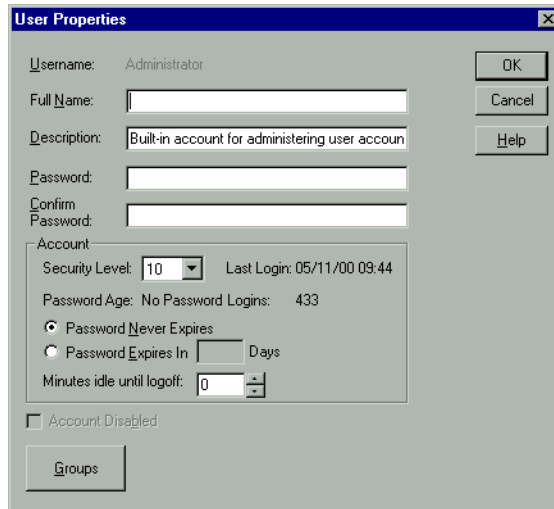 User Properties
Username: Administrator OK
Full Name: Cancel
Description: Built-in account for administering user accoun Help
Password:
Confirm
Password:
Account
Security Level: 10 Last Login: 05/11/00 09:44
Password Age: No Password Logins: 433
Password Never Expires
Password Expires In Days
Minutes idle until logoff: 0
Account Disabled
Groups